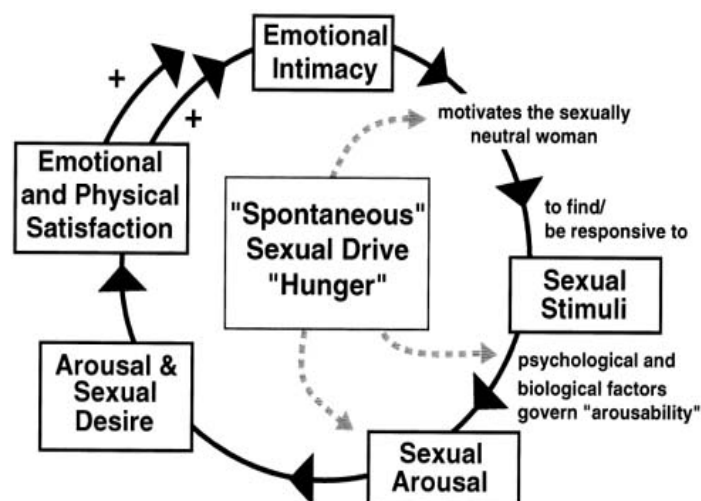 Emotional
Intimacy
+
+
motivates the sexually
neutral woman
Emotional
and Physical
Satisfaction
"Spontaneous"
Sexual Drive
"Hunger"
to find/
be responsive to
Sexual
Stimuli
psychological and
biological factors
govern "arousability"
Arousal &
Sexual
Desire
Sexual
Arousal